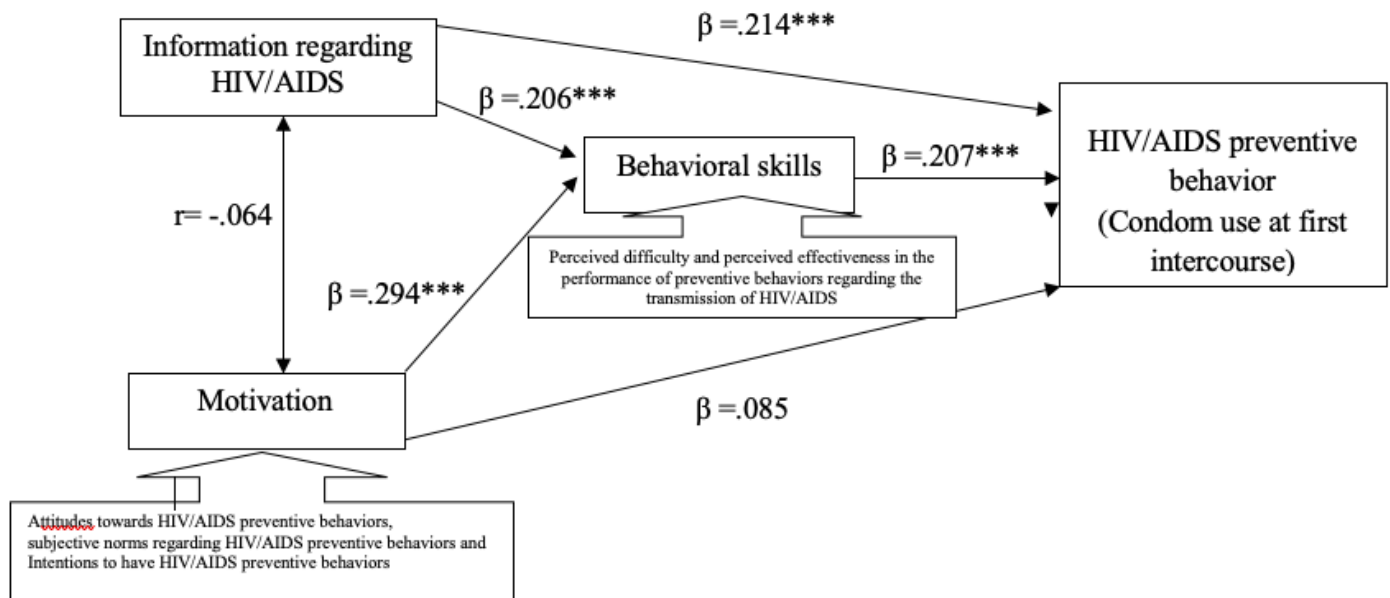 β =.214***
Information regarding
HIV/AIDS
β =.206***
HIV/AIDS preventive
behavior
(Condom use at first
intercourse)
Behavioral skills
β =.207***
r= -.064
Perceived difficulty and perceived effectiveness in the
performance of preventive behaviors regarding the
transmission of HIV/AIDS
β =.294***
Motivation
β =.085
Attitudes towards HIV/AIDS preventive behaviors,
subjective norms regarding HIV/AIDS preventive behaviors and
Intentions to have HIV/AIDS preventive behaviors